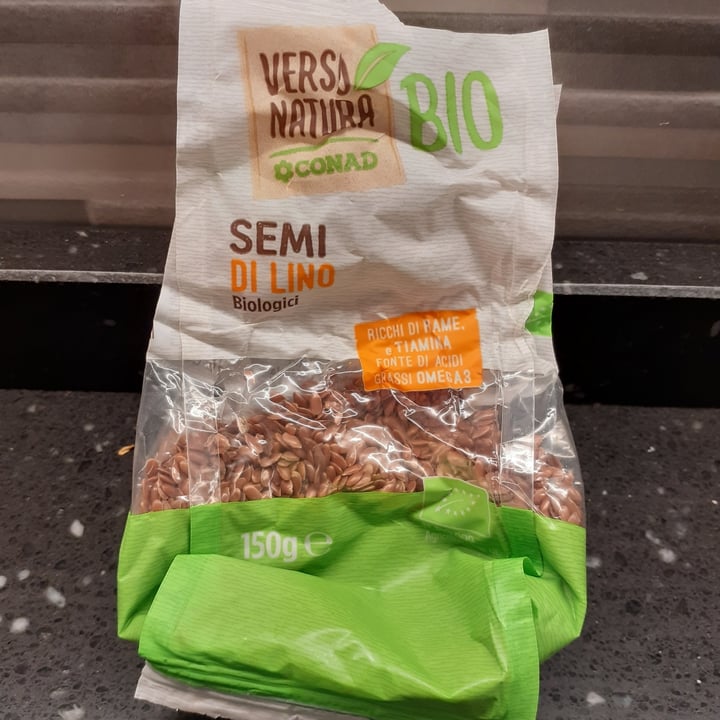 VERSO
NATURA
CONAD
BIO
SEMI
DI LINO
Biologici
RICCHI DI RAME,
e TIAMINA
FONTE DI ACIDI
GRASSI OMEGA3
150g ℮